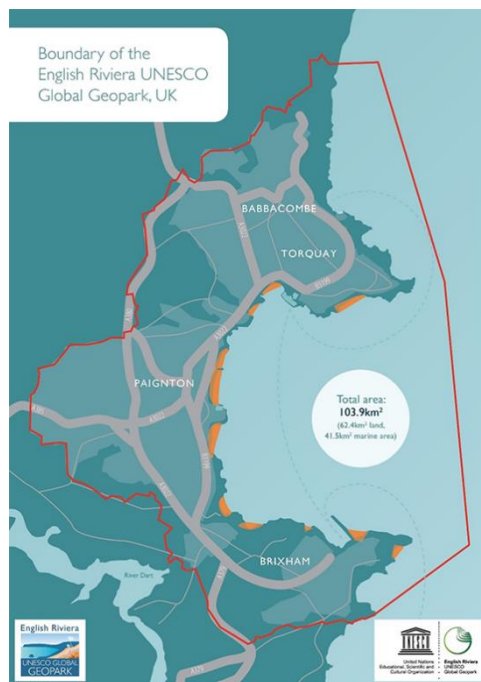 Boundary of the
English Riviera UNESCO
Global Geopark, UK
BABBACOMBE
TORQUAY
PAIGNTON
Total area:
103.9km²
(62.4km² land,
41.5km² marine area)
BRIXHAM
River Dart
English Riviera
UNESCO GLOBAL
GEOPARK
United Nations
Educational, Scientific and
Cultural Organization
English Riviera
UNESCO
Global Geopark